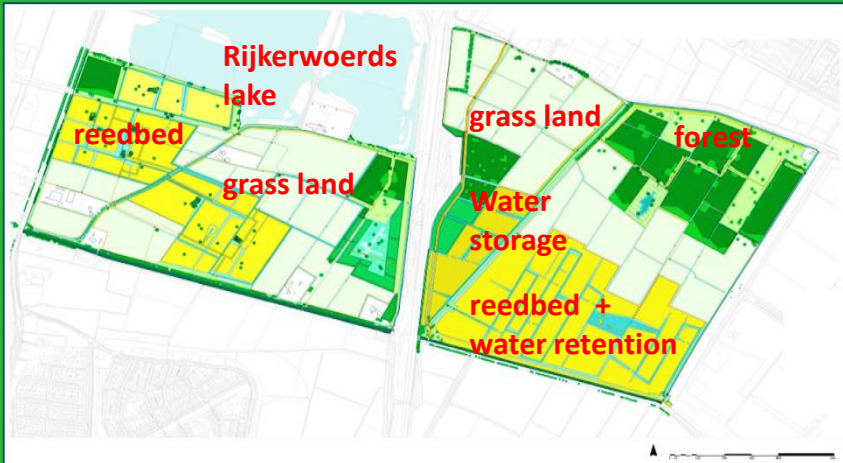 Rijkerwoerds
lake
reedbed
grass land
grass land
forest
Water
storage
reedbed +
water retention